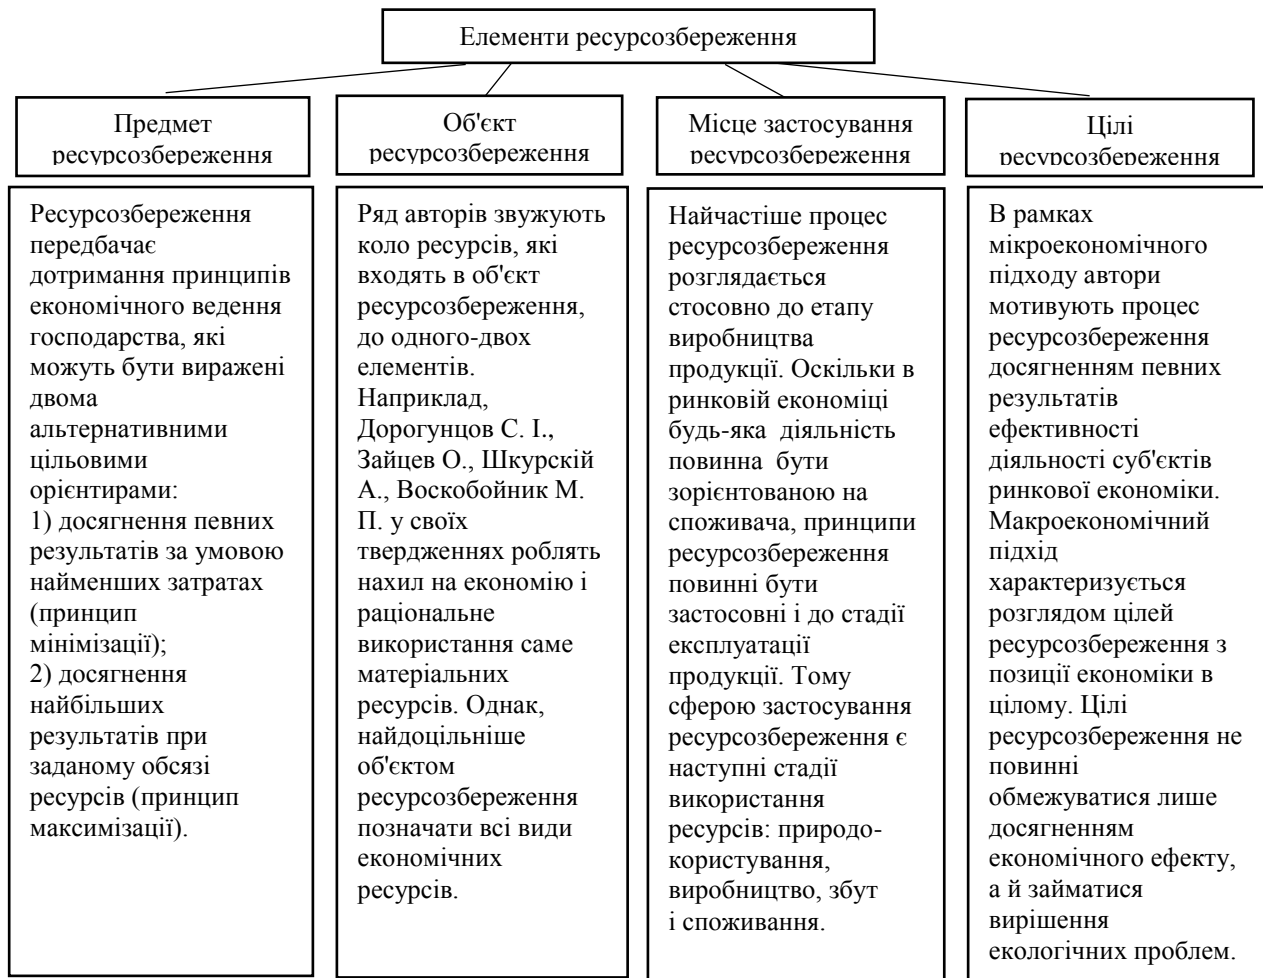 Елементи ресурсозбереження
Предмет
ресурсозбереження
Об'єкт
ресурсозбереження
Місце застосування
ресурсозбереження
Цілі
ресурсозбереження
Ресурсозбереження
передбачає
дотримання принципів
економічного ведення
господарства, які
можуть бути виражені
двома
альтернативними
цільовими
орієнтирами:
1) досягнення певних
результатів за умовою
найменших затратах
(принцип
мінімізації);
2) досягнення
найбільших
результатів при
заданому обсязі
ресурсів (принцип
максимізації).
Ряд авторів звужують
коло ресурсів, які
входять в об'єкт
ресурсозбереження,
до одного-двох
елементів.
Наприклад,
Дорогунцов С. І.,
Зайцев О., Шкурскій
А., Воскобойник М.
П. у своїх
твердженнях роблять
нахил на економію і
раціональне
використання саме
матеріальних
ресурсів. Однак,
найдоцільніше
об'єктом
ресурсозбереження
позначати всі види
економічних
ресурсів.
Найчастіше процес
ресурсозбереження
розглядається
стосовно до етапу
виробництва
продукції. Оскільки в
ринковій економіці
будь-яка діяльність
повинна бути
зорієнтованою на
споживача, принципи
ресурсозбереження
повинні бути
застосовні і до стадії
експлуатації
продукції. Тому
сферою застосування
ресурсозбереження є
наступні стадії
використання
ресурсів: природо-
користування,
виробництво, збут
і споживання.
В рамках
мікроекономічного
підходу автори
мотивують процес
ресурсозбереження
досягненням певних
результатів
ефективності
діяльності суб'єктів
ринкової економіки.
Макроекономічний
підхід
характеризується
розглядом цілей
ресурсозбереження з
позиції економіки в
цілому. Цілі
ресурсозбереження не
повинні
обмежуватися лише
досягненням
економічного ефекту,
а й займатися
вирішення
екологічних проблем.